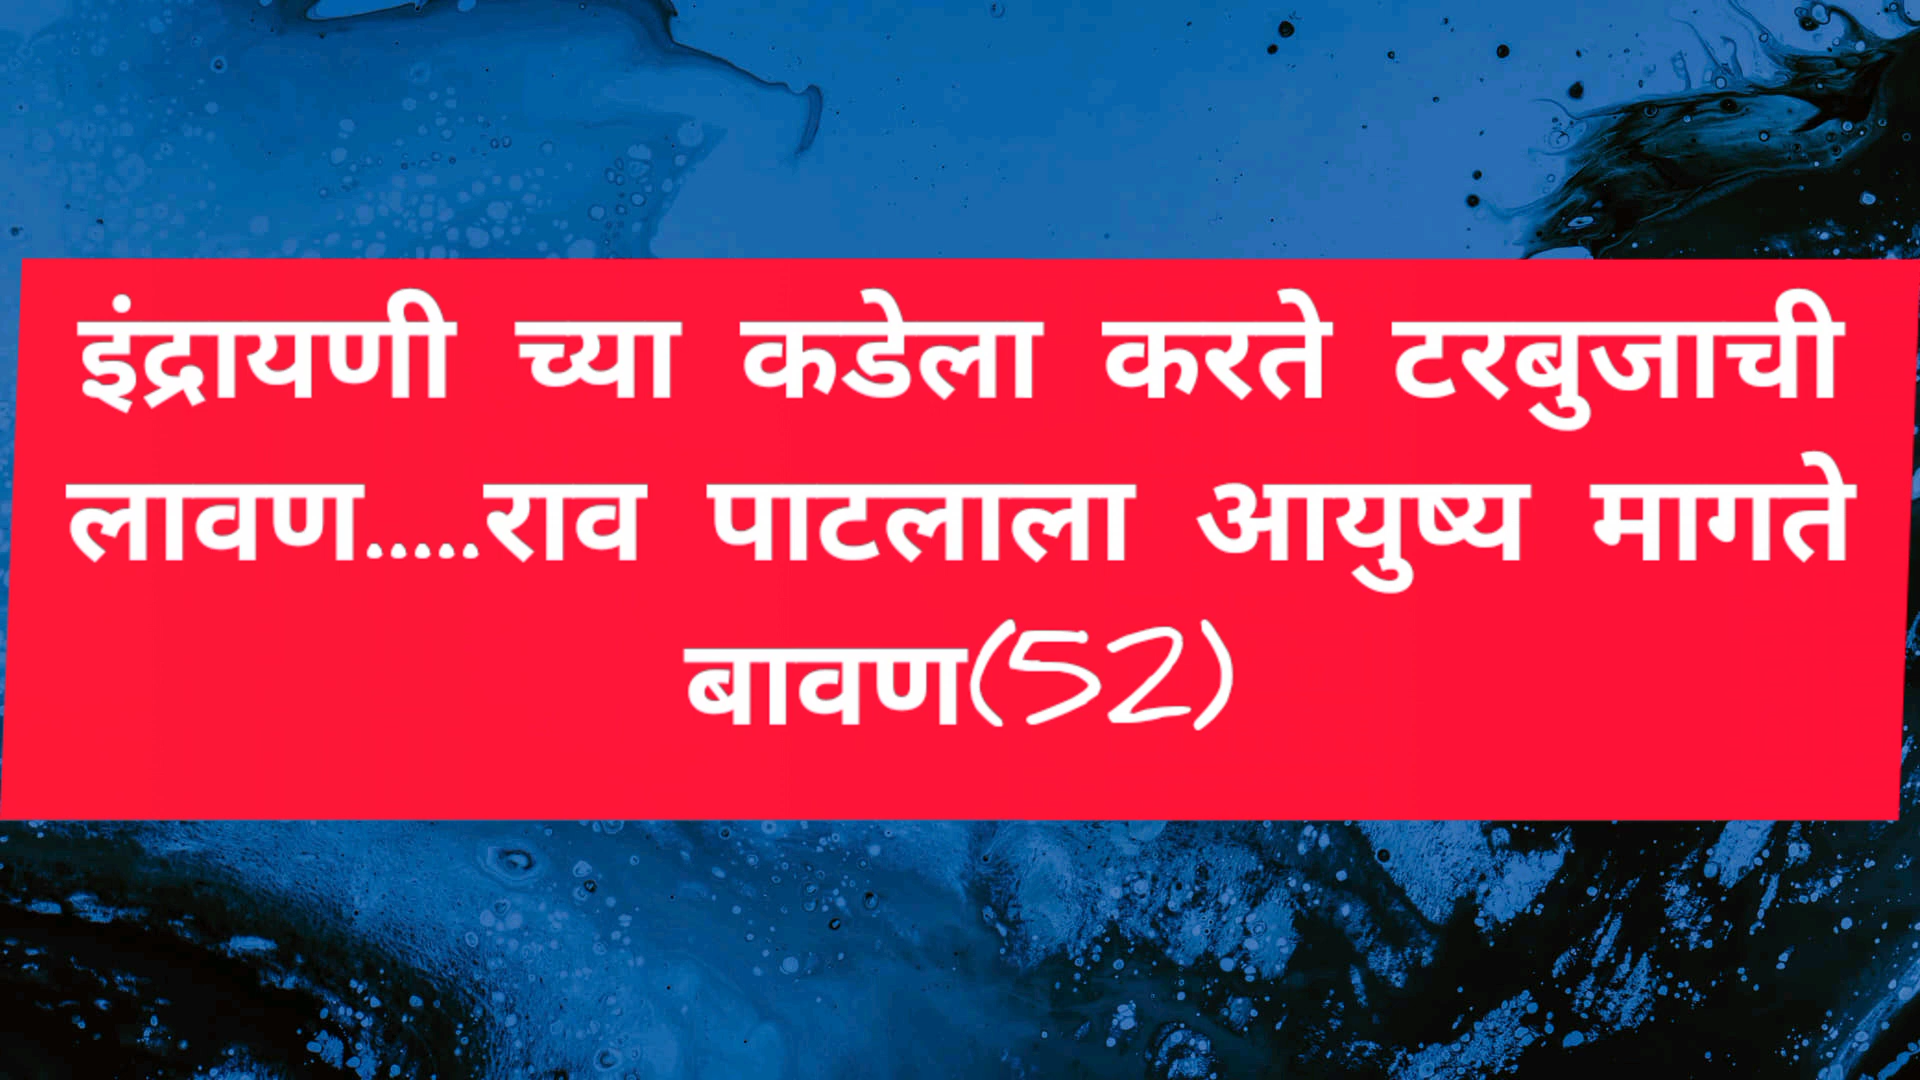 इंद्रायणी च्या कडेला करते टरबुजाची
लावण.....राव पाटलाला आयुष्य मागते
बावण(52)